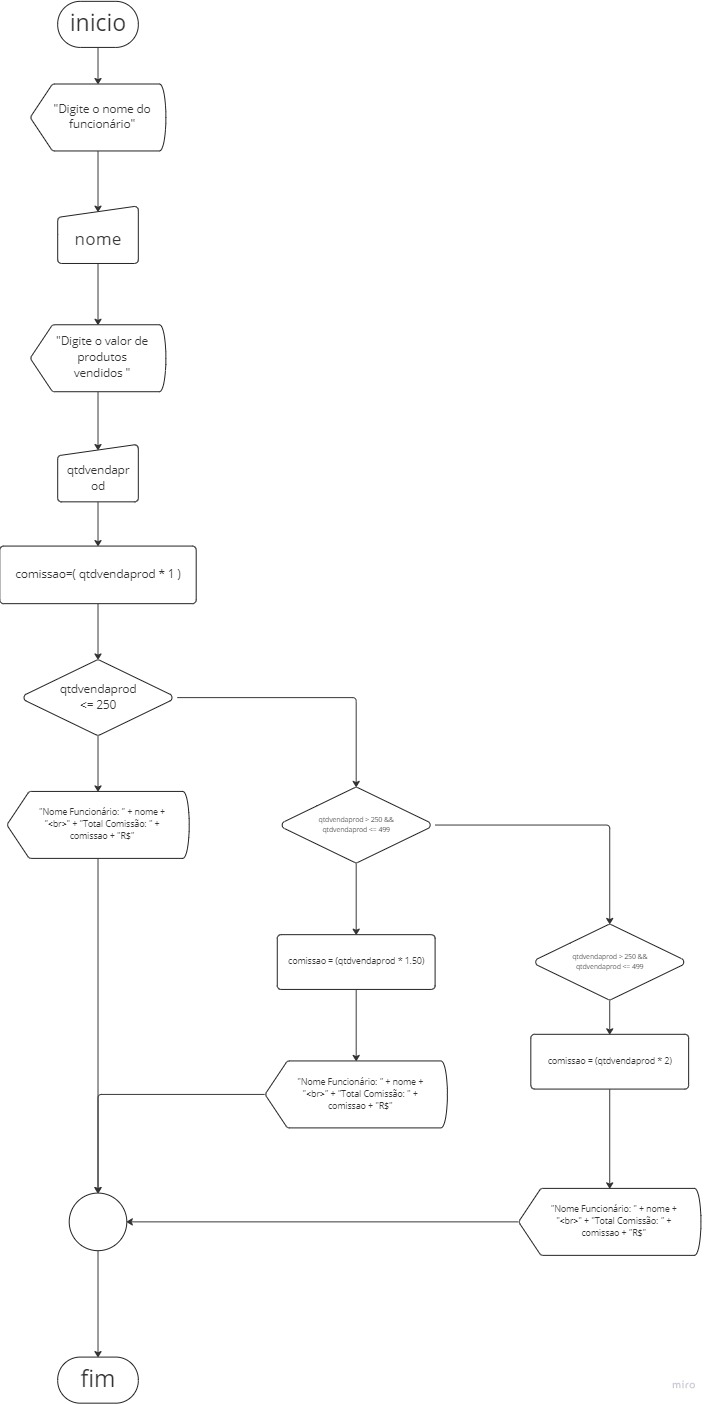 inicio
"Digite o nome do
funcionário"
nome
"Digite o valor de
produtos
vendidos "
qtdvendapr
od
comissao=( qtdvendaprod * 1 )
qtdvendaprod
<= 250
"Nome Funcionário: " + nome +
"<br>" + "Total Comissão: " +
comissao + "R$"
qtdvendaprod > 250 &&
qtdvendaprod <= 499
comissao = (qtdvendaprod * 1.50)
"Nome Funcionário: " + nome +
"<br>" + "Total Comissão: " +
comissao + "R$"
qtdvendaprod > 250 &&
qtdvendaprod <= 499
comissao = (qtdvendaprod * 2)
"Nome Funcionário: " + nome +
"<br>" + "Total Comissão: " +
comissao + "R$"
fim
miro